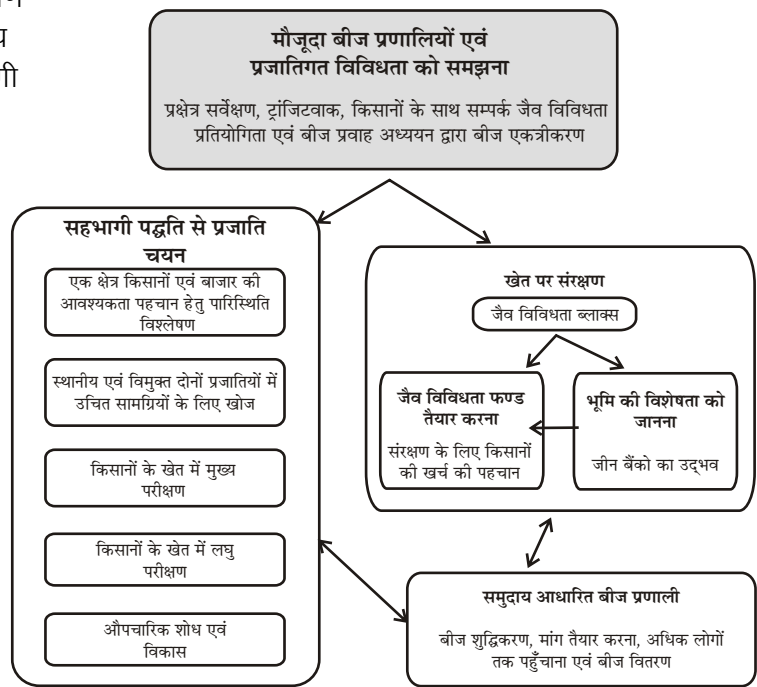 मौजूदा बीज प्रणालियों एवं
प्रजातिगत विविधता को समझना
प्रक्षेत्र सर्वेक्षण, ट्रांजिटवाक, किसानों के साथ सम्पर्क जैव विविधता
प्रतियोगिता एवं बीज प्रवाह अध्ययन द्वारा बीज एकत्रीकरण
सहभागी पद्धति से प्रजाति
चयन
एक क्षेत्र किसानों एवं बाजार की
आवश्यकता पहचान हेतु पारिस्थिति
विश्लेषण
स्थानीय एवं विमुक्त दोनों प्रजातियों में
उचित सामग्रियों के लिए खोज
किसानों के खेत में मुख्य
परीक्षण
किसानों के खेत में लघु
परीक्षण
औपचारिक शोध एवं
विकास
खेत पर संरक्षण
जैव विविधता ब्लाक्स
जैव विविधता फण्ड
तैयार करना
संरक्षण के लिए किसानों
की खर्च की पहचान
भूमि की विशेषता को
जानना
जीन बैंको का उद्‌भव
समुदाय आधारित बीज प्रणाली
बीज शुद्धिकरण, मांग तैयार करना, अधिक लोगों
तक पहुँचाना एवं बीज वितरण